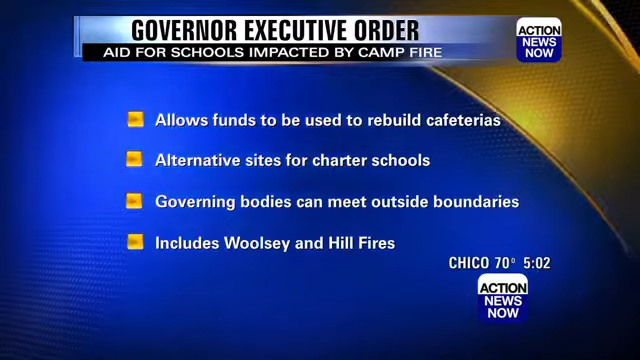 GOVERNOR EXECUTIVE ORDER
AID FOR SCHOOLS IMPACTED BY CAMP FIRE
ACTION
NEWS
NOW
Allows funds to be used to rebuild cafeterias
Alternative sites for charter schools
Governing bodies can meet outside boundaries
Includes Woolsey and Hill Fires
CHICO 70° 5:02
ACTION
NEWS
NOW